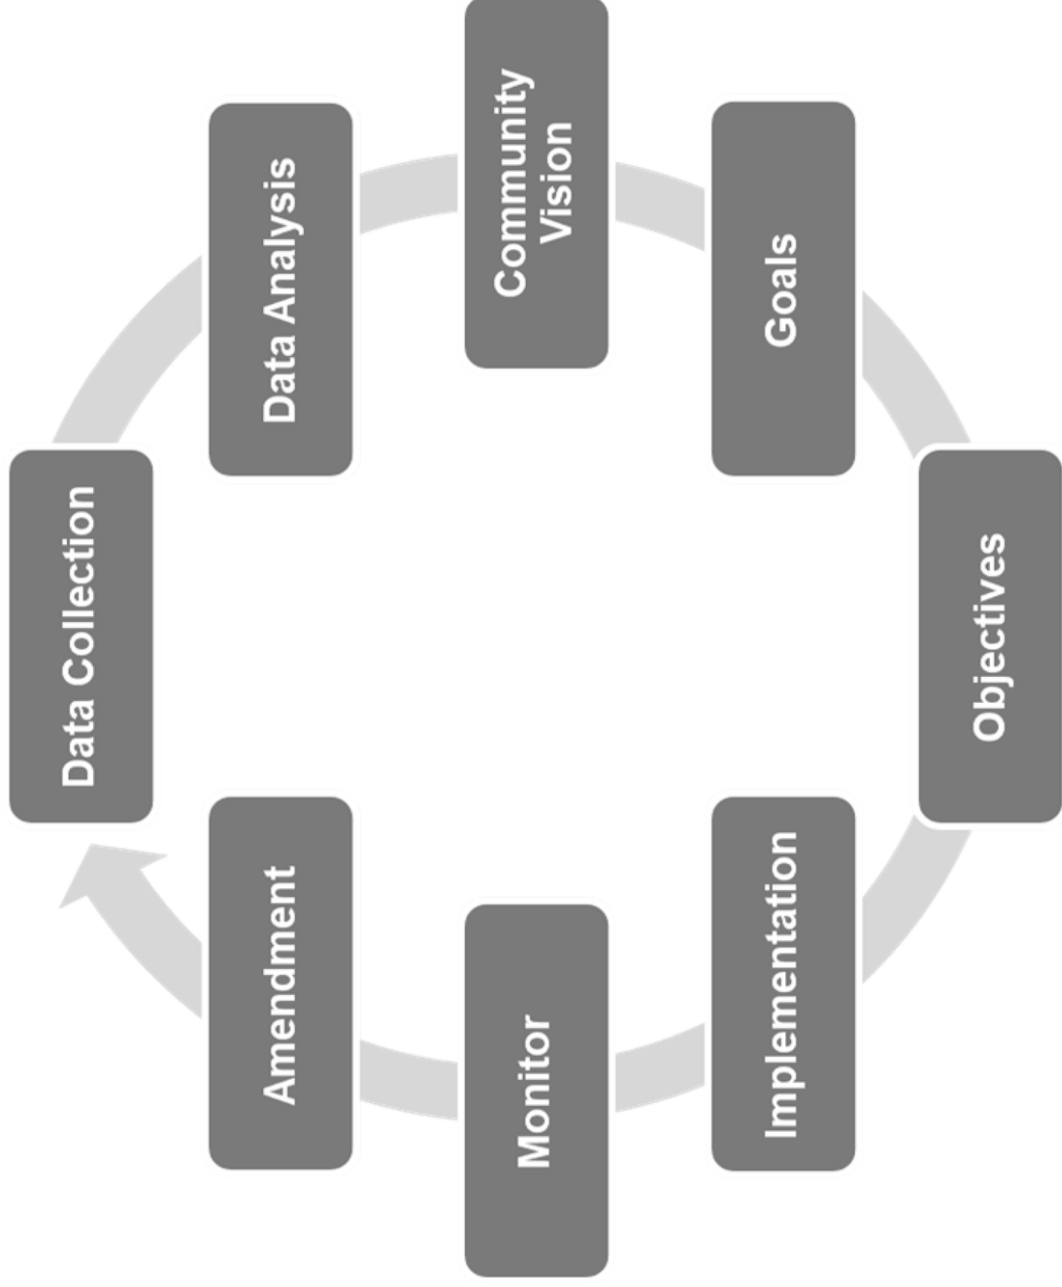 Data Collection
Data Analysis
Community
Vision
Goals
Objectives
Implementation
Monitor
Amendment